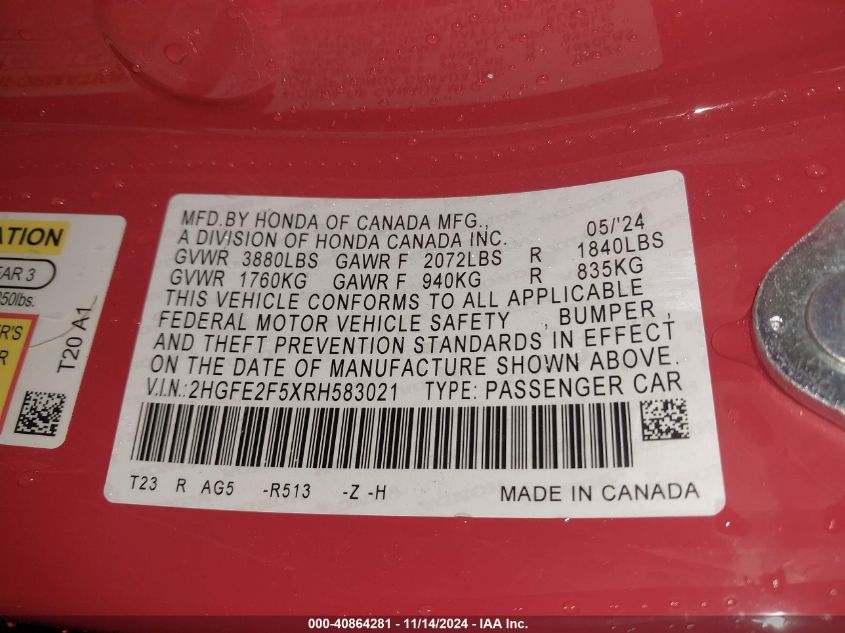 MFD.BY HONDA OF CANADA MFG.,
A DIVISION OF HONDA CANADA INC. 05/'24
GVWR 3880LBS GAWR F 2072LBS R 1840LBS
GVWR 1760KG GAWR F 940KG R 835KG
THIS VEHICLE CONFORMS TO ALL APPLICABLE
FEDERAL MOTOR VEHICLE SAFETY , BUMPER ,
AND THEFT PREVENTION STANDARDS IN EFFECT
ON THE DATE OF MANUFACTURE SHOWN ABOVE.
V.I.N.: 2HGFE2F5XRH583021 TYPE: PASSENGER CAR
T23 R AG5 -R513 -Z -H MADE IN CANADA
T20 A1
000-40864281 - 11/14/2024 - IAA Inc.